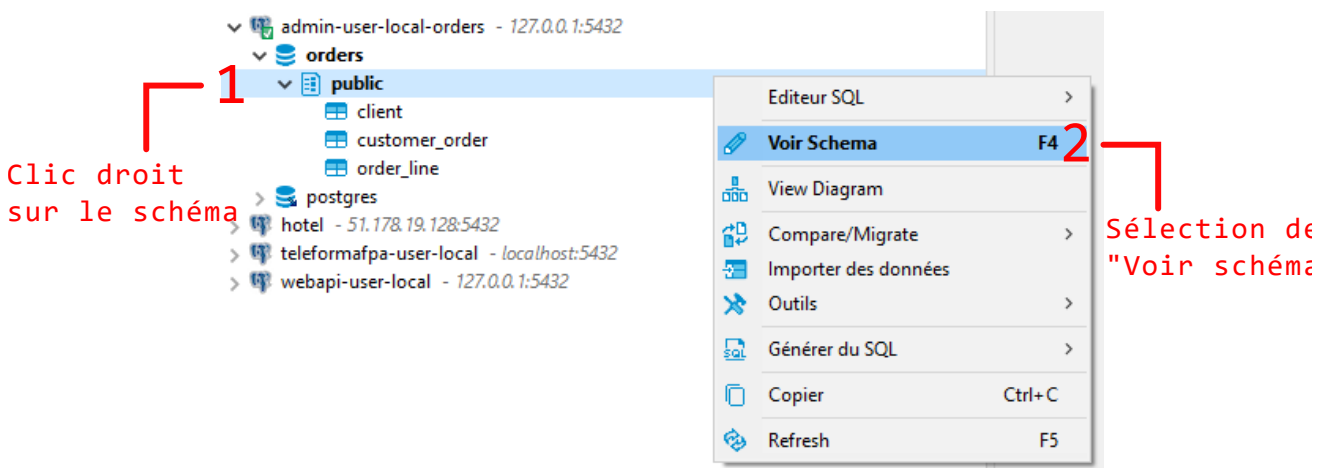 admin-user-local-orders - 127.0.0.1:5432
orders
1
public
client
customer_order
order_line
postgres
hotel - 51.178.19.128:5432
teleformafpa-user-local - localhost:5432
webapi-user-local - 127.0.0.1:5432
Clic droit
sur le schéma
Editeur SQL
Voir Schema F4
2
View Diagram
Compare/Migrate
Importer des données
Outils
Générer du SQL
Copier Ctrl+C
Refresh F5
Sélection de
"Voir schéma